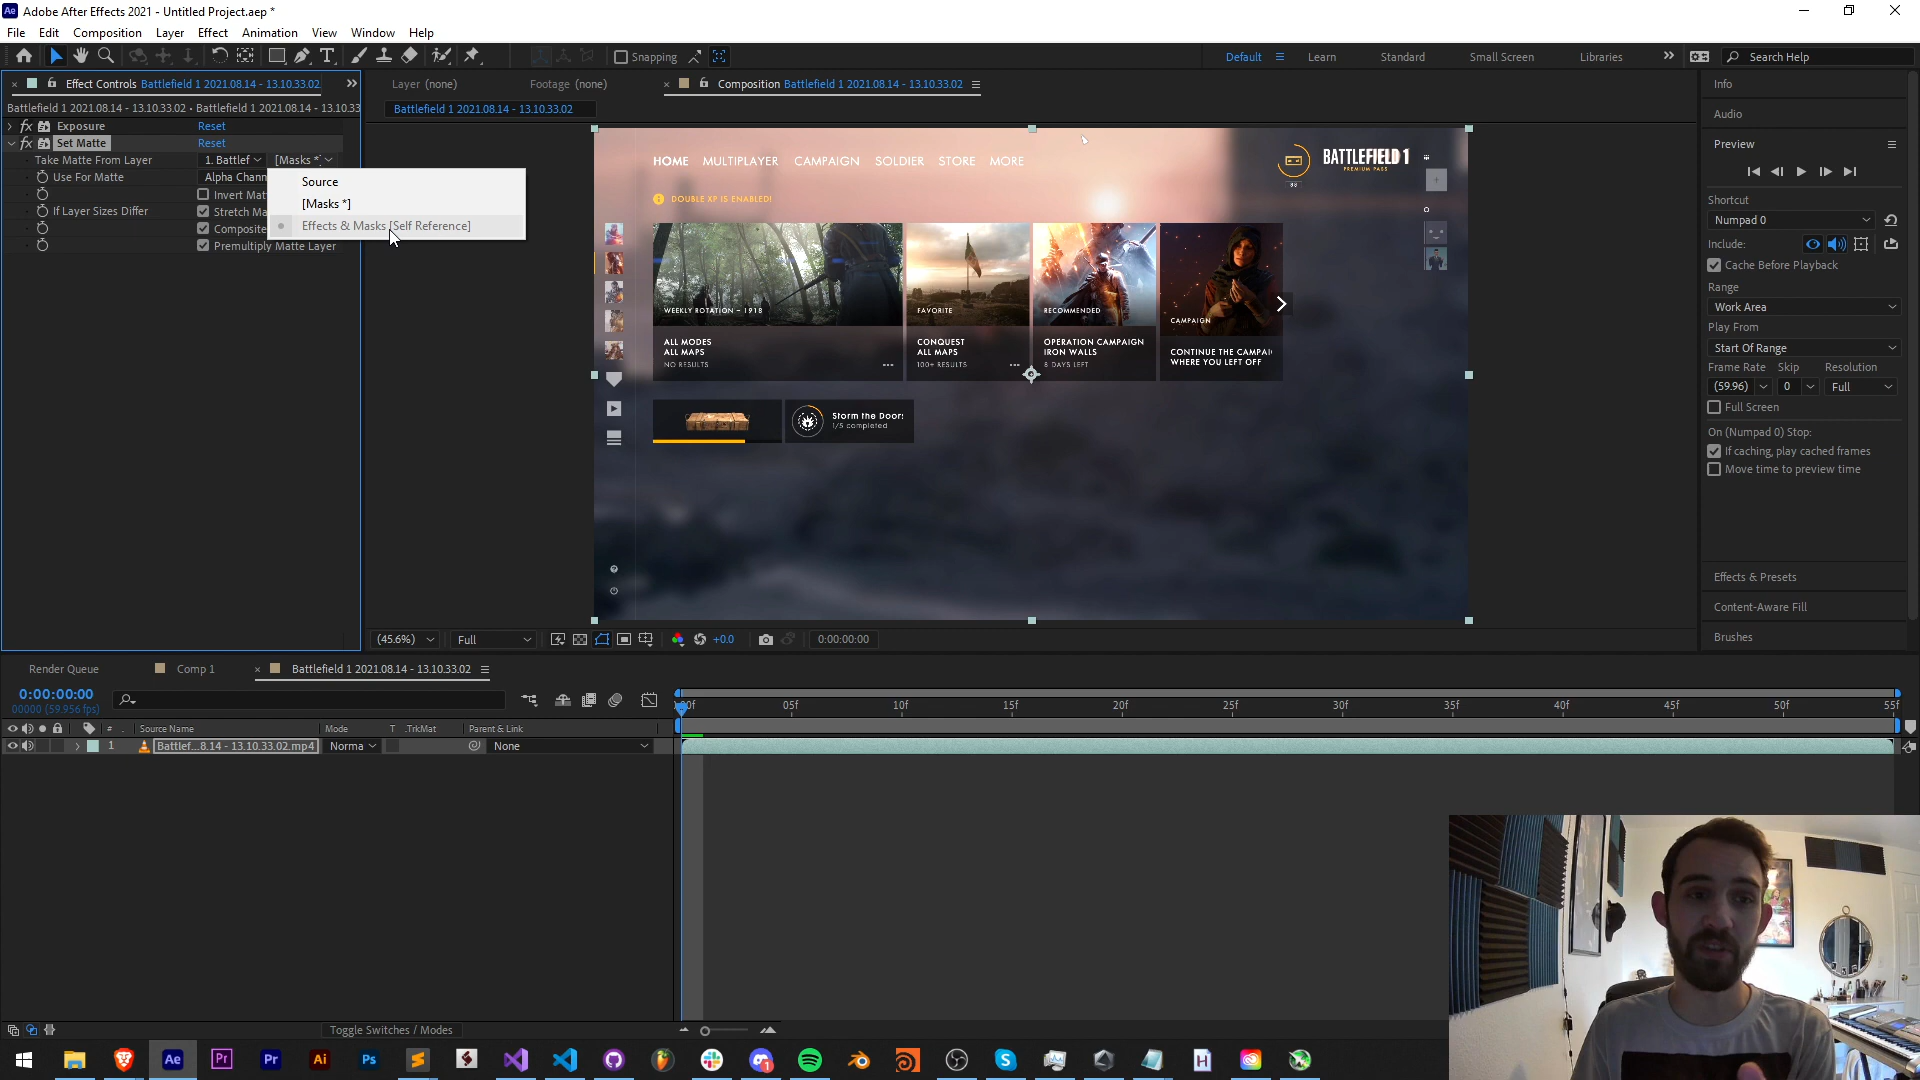 Adobe After Effects 2021 - Untitled Project.aep *
File Edit Composition Layer Effect Animation View Window Help
Snapping
Default Learn Standard Small Screen Libraries Search Help
Effect Controls Battlefield 1 2021.08.14 - 13.10.33.02
Layer (none) Footage (none) Composition Battlefield 1 2021.08.14 - 13.10.33.02
Battlefield 1 2021.08.14 - 13.10.33.02 • Battlefield 1 2021.08.14 - 13.10.33
Battlefield 1 2021.08.14 - 13.10.33.02
fx Exposure Reset
fx Set Matte Reset
Take Matte From Layer 1. Battlef [Masks *]
Use For Matte Alpha Chann
Invert Mat
If Layer Sizes Differ Stretch Ma
Composite
Premultiply Matte Layer
Source
[Masks *]
Effects & Masks [Self Reference]
HOME MULTIPLAYER CAMPAIGN SOLDIER STORE MORE
BATTLEFIELD 1
PREMIUM PASS
DOUBLE XP IS ENABLED!
WEEKLY ROTATION – 1918
ALL MODES
ALL MAPS
NO RESULTS
FAVORITE
CONQUEST
ALL MAPS
100+ RESULTS
RECOMMENDED
OPERATION CAMPAIGN
IRON WALLS
8 DAYS LEFT
CAMPAIGN
CONTINUE THE CAMPAI
WHERE YOU LEFT OFF
Storm the Door:
1/5 completed
(45.6%) Full +0.0 0:00:00:00
Info
Audio
Preview
Shortcut
Numpad 0
Include:
Cache Before Playback
Range
Work Area
Play From
Start Of Range
Frame Rate Skip Resolution
(59.96) 0 Full
Full Screen
On (Numpad 0) Stop:
If caching, play cached frames
Move time to preview time
Effects & Presets
Content-Aware Fill
Brushes
Render Queue Comp 1 Battlefield 1 2021.08.14 - 13.10.33.02
0:00:00:00
00000 (59.956 fps)
:00f 05f 10f 15f 20f 25f 30f 35f 40f 45f 50f 55f
# Source Name Mode T .TrkMat Parent & Link
1 Battlef...8.14 - 13.10.33.02.mp4 Norma None
Toggle Switches / Modes
Ae Pr Pr Ai Ps S H